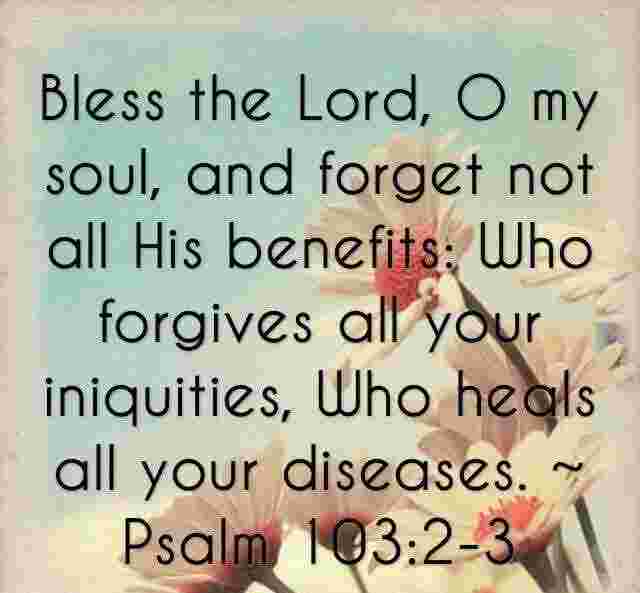 Bless the Lord, O my
soul, and forget not
all His benefits: Who
forgives all your
iniquities, Who heals
all your diseases. ~
Psalm 103:2-3